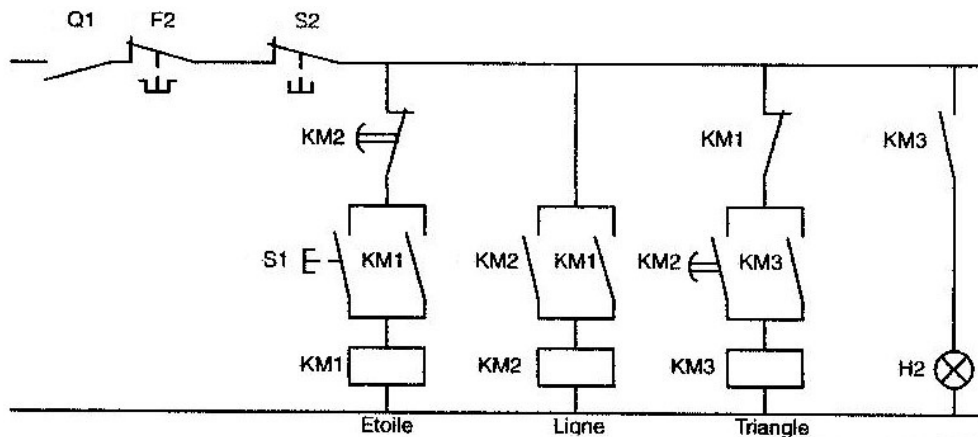 Q1 F2 S2
KM2 KM1 KM3
S1 KM1 KM2 KM1 KM2 KM3
KM1 KM2 KM3 H2
Etoile Ligne Triangle